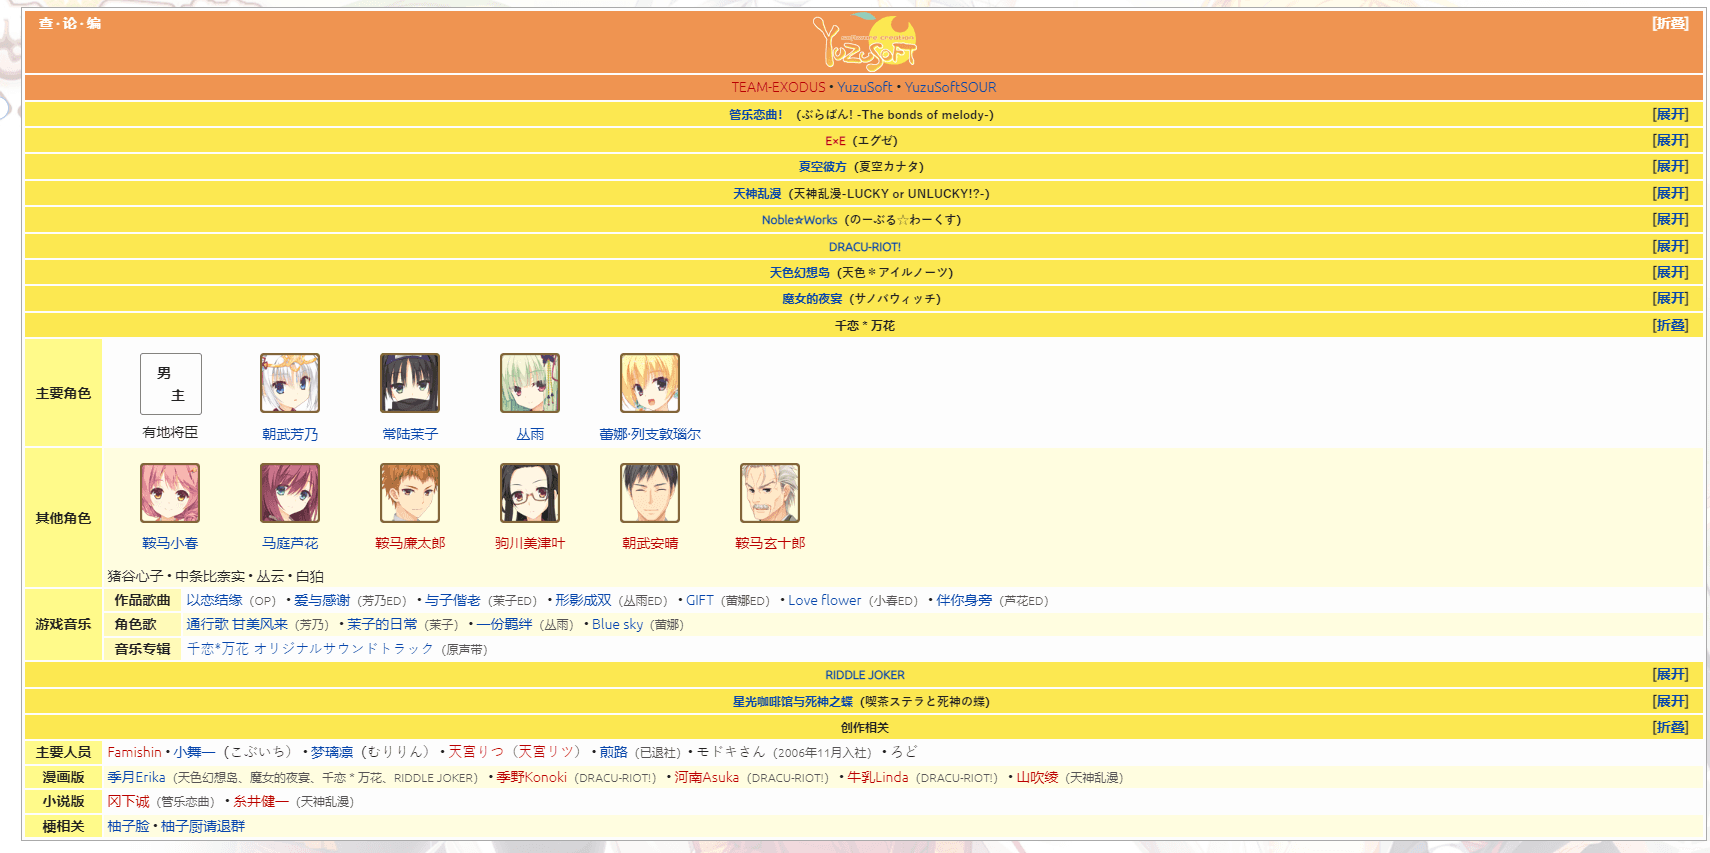 查·论·编
software creation
YuzuSoft
[折叠]
TEAM-EXODUS • YuzuSoft • YuzuSoftSOUR
管乐恋曲！ (ぶらばん! -The bonds of melody-) [展开]
E×E (エグゼ) [展开]
夏空彼方 (夏空カナタ) [展开]
天神乱漫 (天神乱漫-LUCKY or UNLUCKY!?-) [展开]
Noble☆Works (のーぶる☆わーくす) [展开]
DRACU-RIOT! [展开]
天色幻想岛 (天色＊アイルノーツ) [展开]
魔女的夜宴 (サノバウィッチ) [展开]
千恋＊万花 [折叠]
主要角色
男
主
有地将臣 朝武芳乃 常陆茉子 丛雨 蕾娜·列支敦瑙尔
其他角色
鞍马小春 马庭芦花 鞍马廉太郎 驹川美津叶 朝武安晴 鞍马玄十郎
猪谷心子 • 中条比奈实 • 丛云 • 白狛
游戏音乐
作品歌曲 以恋结缘 (OP) • 爱与感谢 (芳乃ED) • 与子偕老 (茉子ED) • 形影成双 (丛雨ED) • GIFT (蕾娜ED) • Love flower (小春ED) • 伴你身旁 (芦花ED)
角色歌 通行歌 甘美风来 (芳乃) • 茉子的日常 (茉子) • 一份羁绊 (丛雨) • Blue sky (蕾娜)
音乐专辑 千恋*万花 オリジナルサウンドトラック (原声带)
RIDDLE JOKER [展开]
星光咖啡馆与死神之蝶 (喫茶ステラと死神の蝶) [展开]
创作相关 [折叠]
主要人员 Famishin • 小舞一（こぶいち） • 梦璃凛（むりりん） • 天宮りつ（天宮リツ） • 煎路 (已退社) • モドキさん (2006年11月入社) • ろど
漫画版 季月Erika (天色幻想岛、魔女的夜宴、千恋＊万花、RIDDLE JOKER) • 季野Konoki (DRACU-RIOT!) • 河南Asuka (DRACU-RIOT!) • 牛乳Linda (DRACU-RIOT!) • 山吹绫 (天神乱漫)
小说版 冈下诚 (管乐恋曲) • 糸井健一 (天神乱漫)
梗相关 柚子脸 • 柚子厨请退群